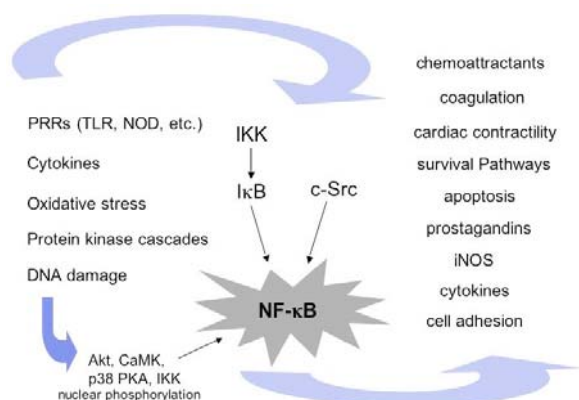 PRRs (TLR, NOD, etc.)
Cytokines
Oxidative stress
Protein kinase cascades
DNA damage
Akt, CaMK,
p38 PKA, IKK
nuclear phosphorylation
IKK
IκB
c-Src
NF-κB
chemoattractants
coagulation
cardiac contractility
survival Pathways
apoptosis
prostagandins
iNOS
cytokines
cell adhesion